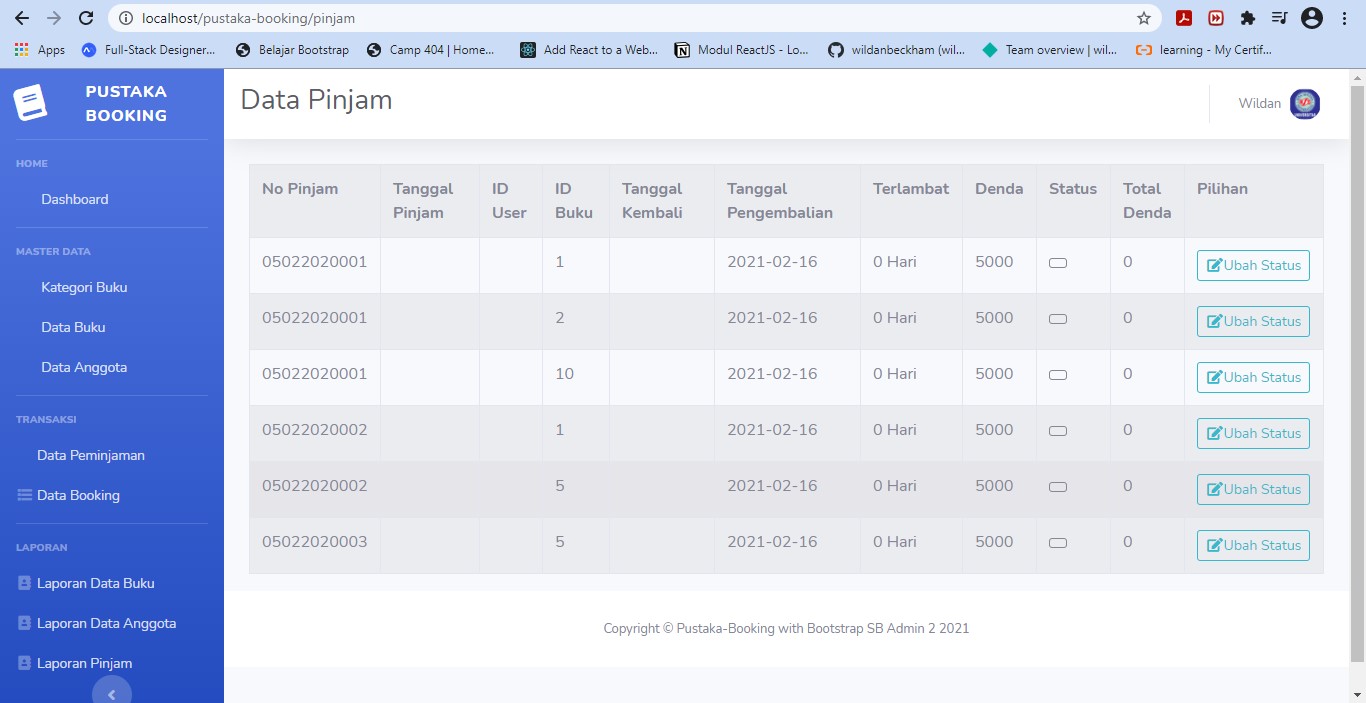 localhost/pustaka-booking/pinjam
Apps Full-Stack Designer... Belajar Bootstrap Camp 404 | Home... Add React to a Web... Modul ReactJS - Lo... wildanbeckham (wil... Team overview | wil... learning - My Certif...
PUSTAKA
BOOKING
HOME
Dashboard
MASTER DATA
Kategori Buku
Data Buku
Data Anggota
TRANSAKSI
Data Peminjaman
Data Booking
LAPORAN
Laporan Data Buku
Laporan Data Anggota
Laporan Pinjam
Data Pinjam
Wildan
No Pinjam Tanggal Pinjam ID User ID Buku Tanggal Kembali Tanggal Pengembalian Terlambat Denda Status Total Denda Pilihan
05022020001 1 2021-02-16 0 Hari 5000 0 Ubah Status
05022020001 2 2021-02-16 0 Hari 5000 0 Ubah Status
05022020001 10 2021-02-16 0 Hari 5000 0 Ubah Status
05022020002 1 2021-02-16 0 Hari 5000 0 Ubah Status
05022020002 5 2021-02-16 0 Hari 5000 0 Ubah Status
05022020003 5 2021-02-16 0 Hari 5000 0 Ubah Status
Copyright © Pustaka-Booking with Bootstrap SB Admin 2 2021